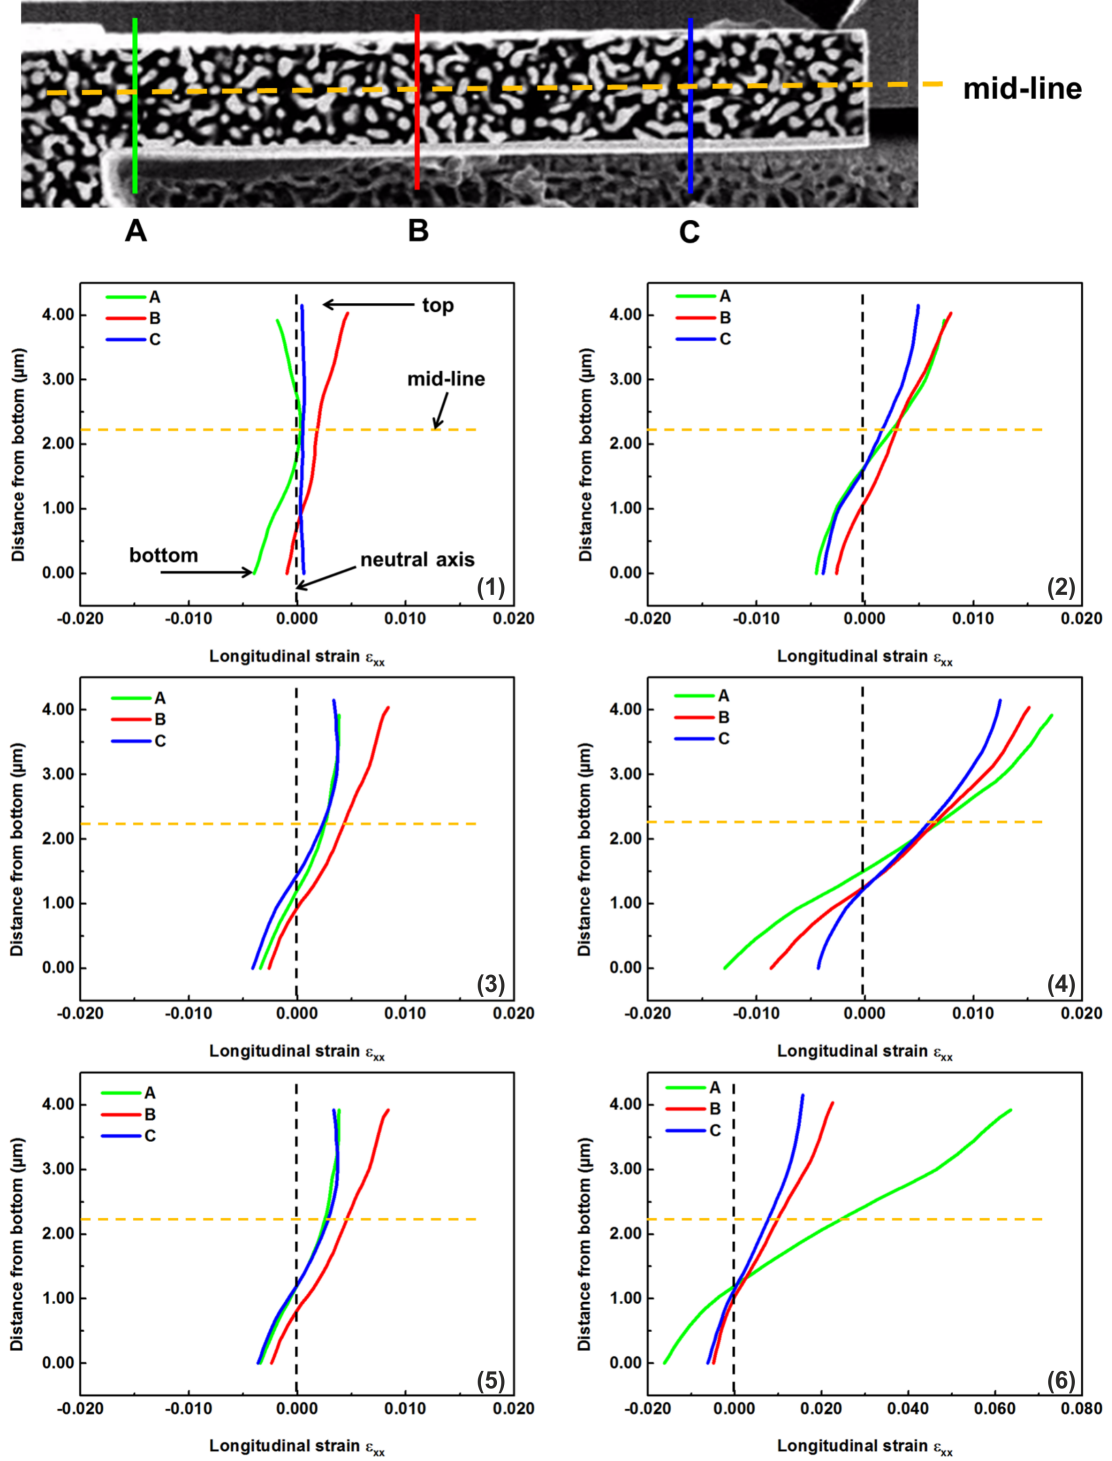 mid-line
A B C
A
B
C
top
mid-line
bottom
neutral axis
4.00
3.00
2.00
1.00
0.00
Distance from bottom (µm)
-0.020 -0.010 0.000 0.010 0.020
Longitudinal strain εxx
(1)
A
B
C
4.00
3.00
2.00
1.00
0.00
Distance from bottom (µm)
-0.020 -0.010 0.000 0.010 0.020
Longitudinal strain εxx
(2)
A
B
C
4.00
3.00
2.00
1.00
0.00
Distance from bottom (µm)
-0.020 -0.010 0.000 0.010 0.020
Longitudinal strain εxx
(3)
A
B
C
4.00
3.00
2.00
1.00
0.00
Distance from bottom (µm)
-0.020 -0.010 0.000 0.010 0.020
Longitudinal strain εxx
(4)
A
B
C
4.00
3.00
2.00
1.00
0.00
Distance from bottom (µm)
-0.020 -0.010 0.000 0.010 0.020
Longitudinal strain εxx
(5)
A
B
C
4.00
3.00
2.00
1.00
0.00
Distance from bottom (µm)
-0.020 0.000 0.020 0.040 0.060 0.080
Longitudinal strain εxx
(6)